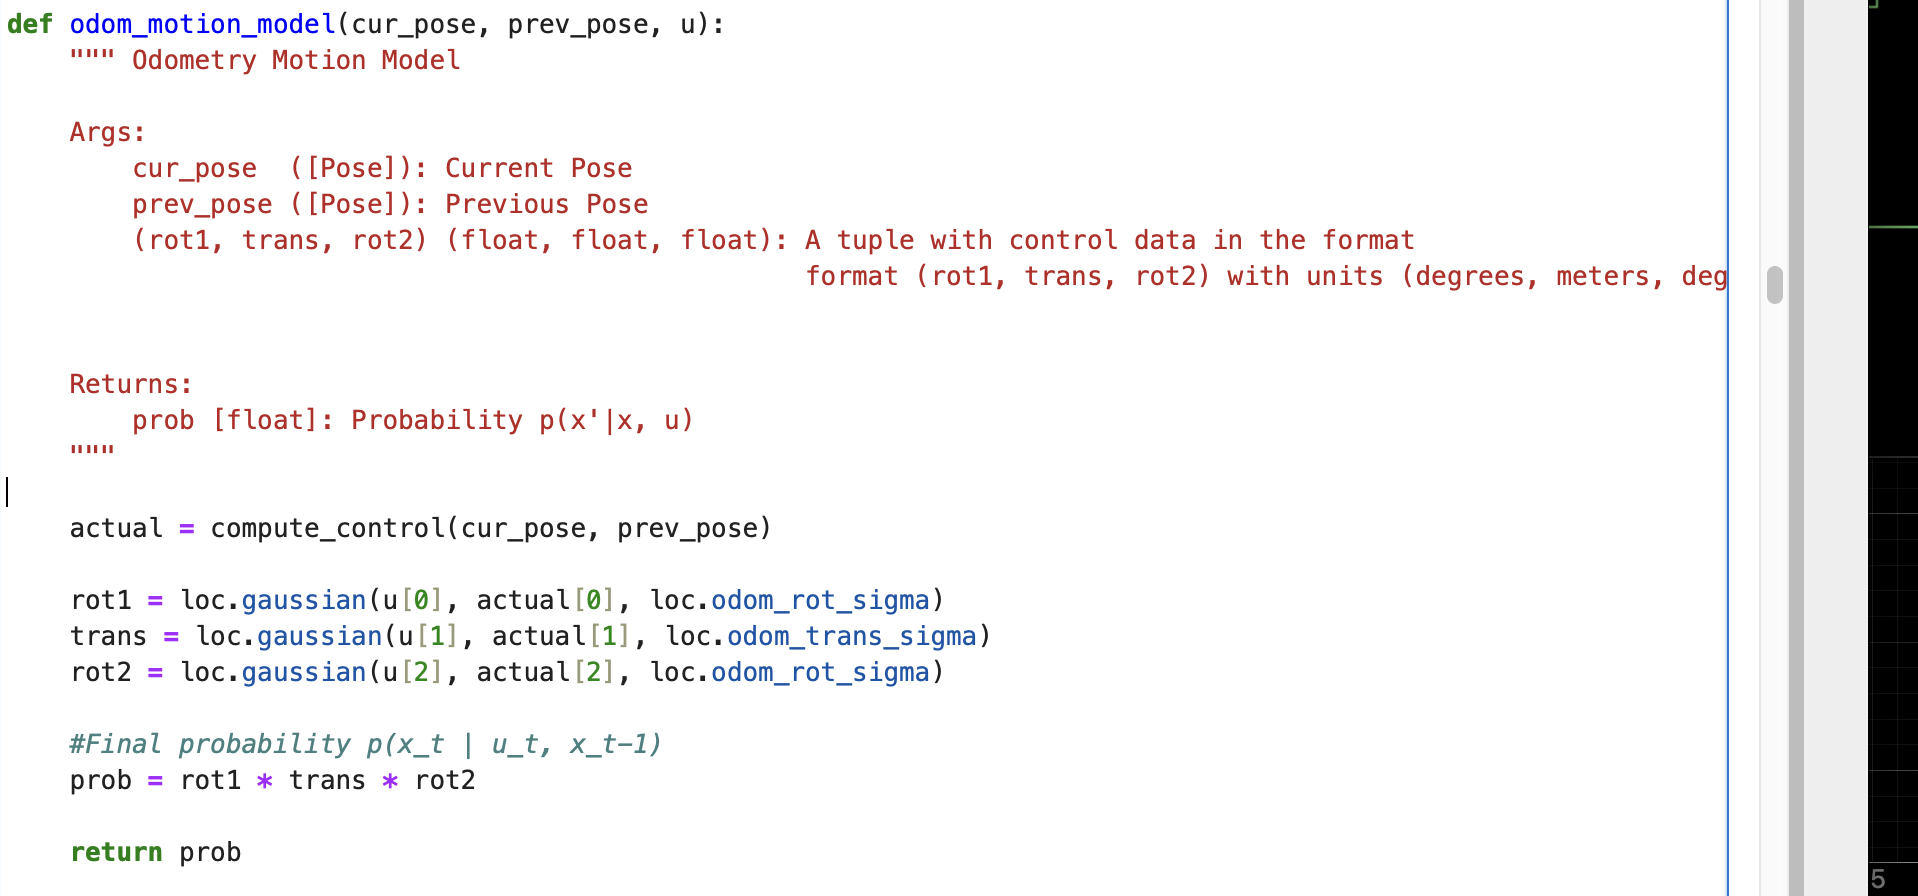 def odom_motion_model(cur_pose, prev_pose, u):
    """ Odometry Motion Model

    Args:
        cur_pose  ([Pose]): Current Pose
        prev_pose ([Pose]): Previous Pose
        (rot1, trans, rot2) (float, float, float): A tuple with control data in the format
                                                   format (rot1, trans, rot2) with units (degrees, meters, deg

    Returns:
        prob [float]: Probability p(x'|x, u)
    """

    actual = compute_control(cur_pose, prev_pose)

    rot1 = loc.gaussian(u[0], actual[0], loc.odom_rot_sigma)
    trans = loc.gaussian(u[1], actual[1], loc.odom_trans_sigma)
    rot2 = loc.gaussian(u[2], actual[2], loc.odom_rot_sigma)

    #Final probability p(x_t | u_t, x_t-1)
    prob = rot1 * trans * rot2

    return prob
5